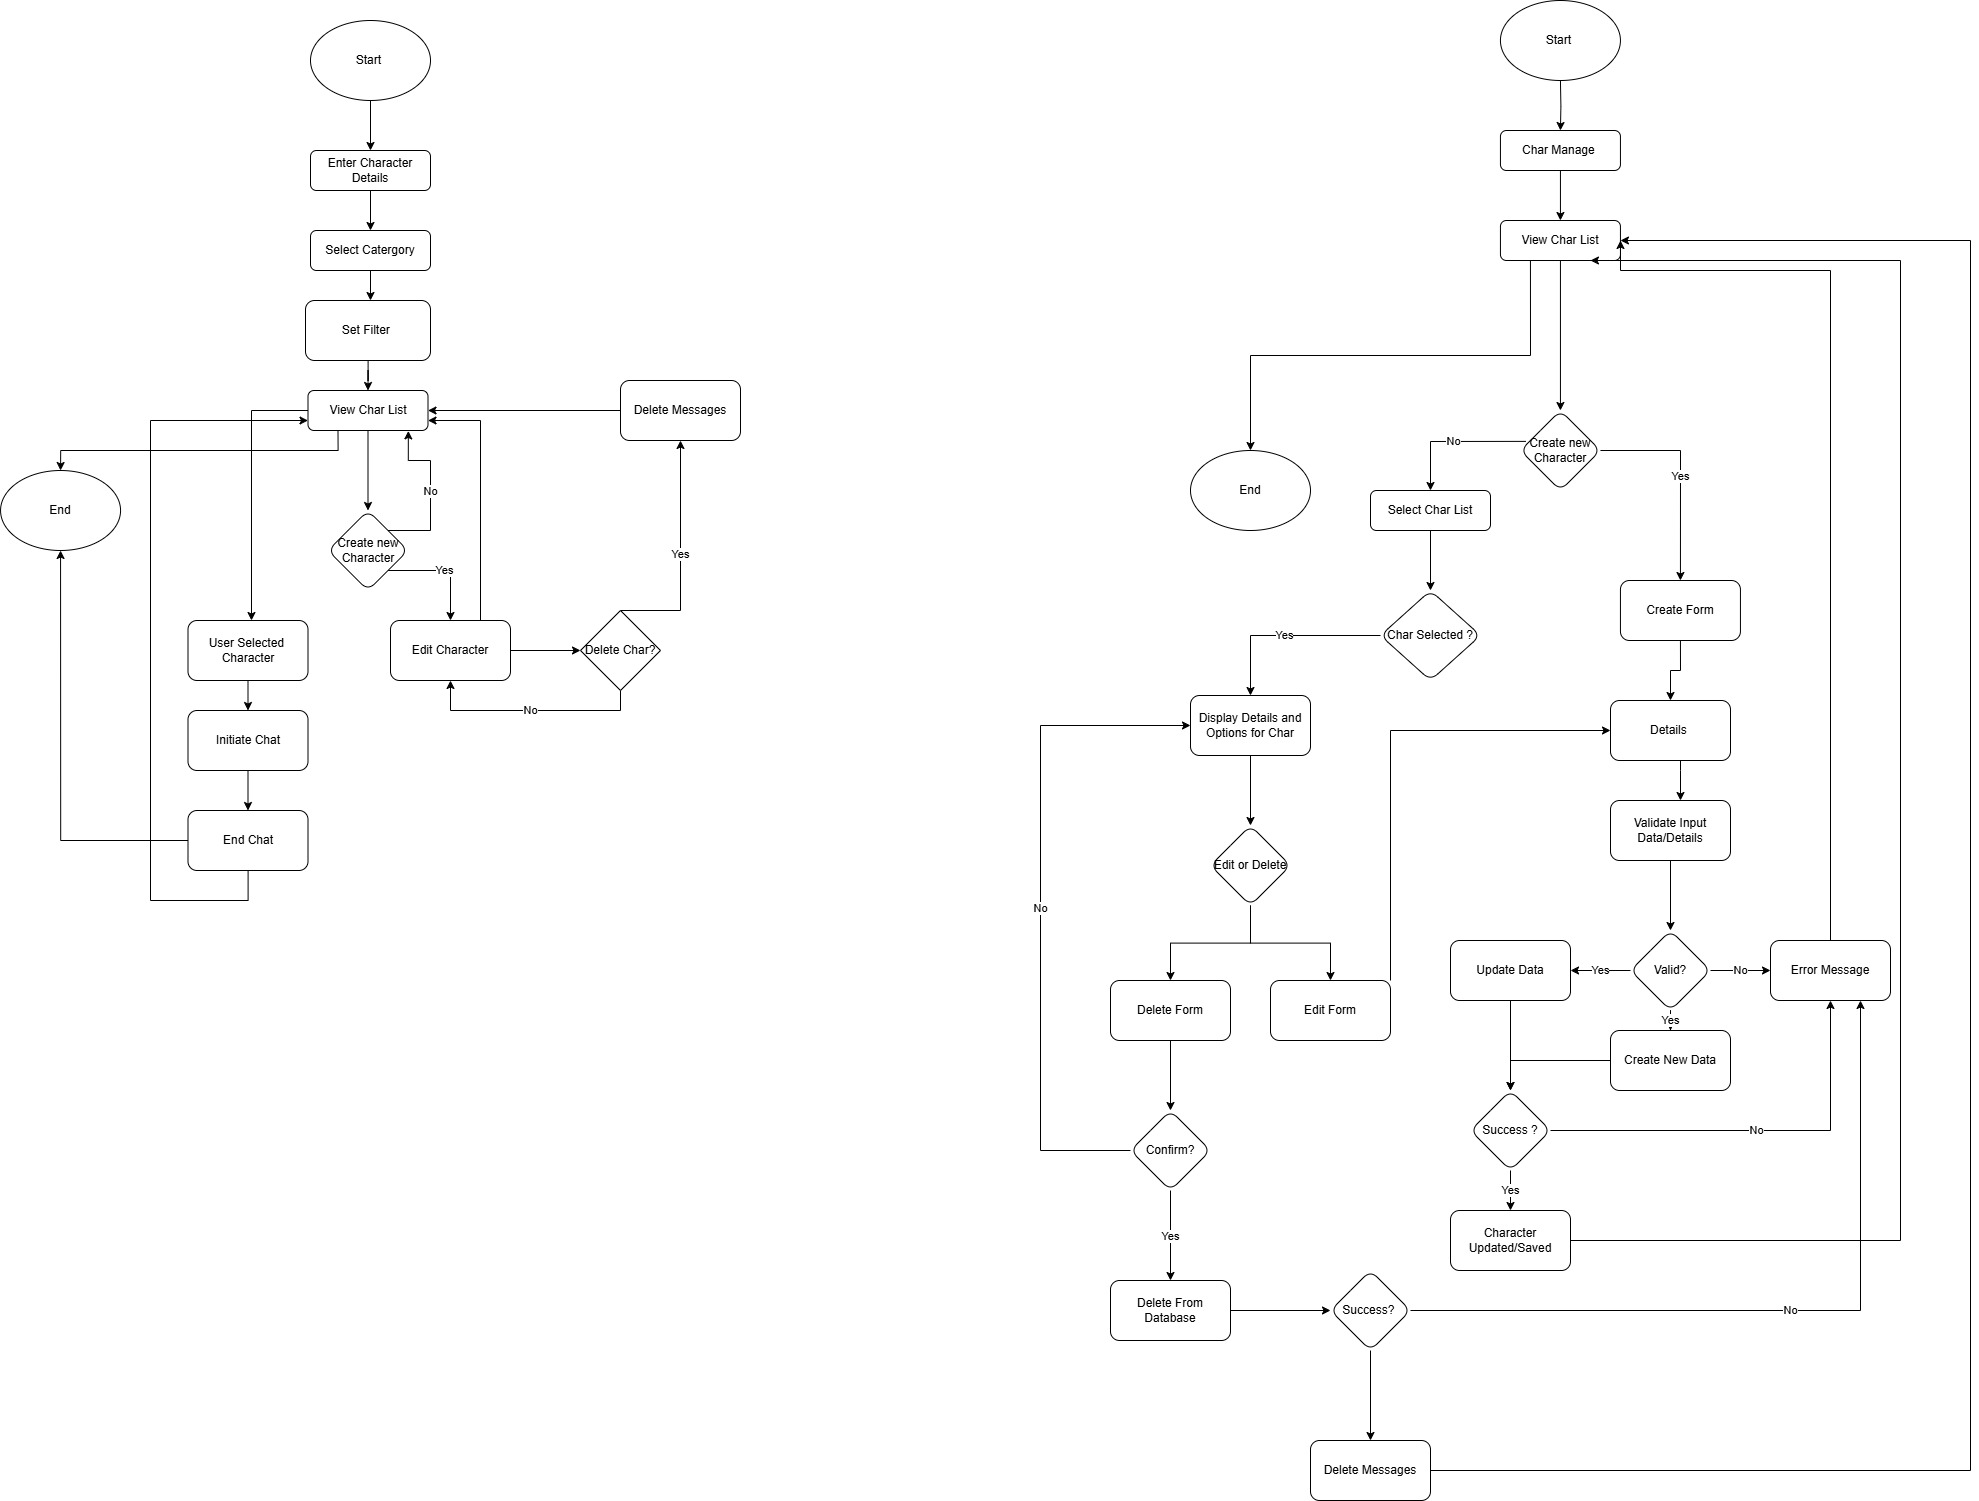 Start
Enter Character
Details
Select Catergory
Set Filter
View Char List
Delete Messages
End
No
Create new
Character
Yes
Yes
User Selected
Character
Edit Character
Delete Char?
No
Initiate Chat
End Chat
Start
Char Manage
View Char List
No
Create new
Character
Yes
End
Select Char List
Create Form
Yes
Char Selected ?
Display Details and
Options for Char
Details
Validate Input
Data/Details
Edit or Delete
No
Update Data
Yes
Valid?
No
Error Message
Delete Form
Edit Form
Yes
Create New Data
Confirm?
Success ?
No
Yes
Yes
Character
Updated/Saved
Delete From
Database
Success?
No
Delete Messages